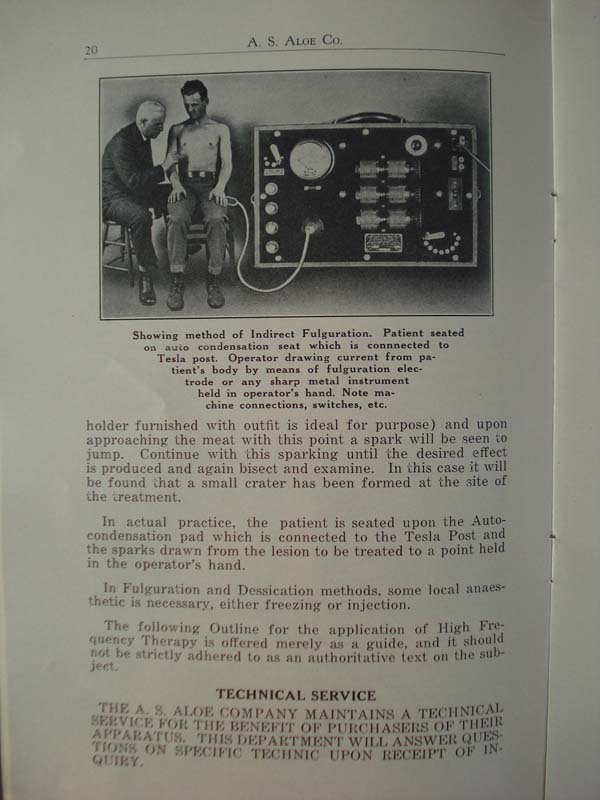 20
A. S. Aloe Co.
Showing method of Indirect Fulguration. Patient seated
on auto condensation seat which is connnected to
Tesla post. Operator drawing current from pa-
tient's body by means of fulguration elec-
trode or any sharp metal instrument
held in operator's hand. Note ma-
chine connections, switches, etc.
holder furnished with outfit is ideal for purpose) and upon
approaching the meat with this point a spark will be seen to
jump. Continue with this sparking until the desired effect
is produced and again bisect and examine. In this case it will
be found that a small crater has been formed at the site of
the treatment.
In actual practice, the patient is seated upon the Auto-
condensation pad which is connected to the Tesla Post and
the sparks drawn from the lesion to be treated to a point held
in the operator's hand.
In Fulguration and Dessication methods, some local anaes-
thetic is necessary, either freezing or injection.
The following Outline for the application of High Fre-
quency Therapy is offered merely as a guide, and it should
not be strictly adhered to as an authoritative text on the sub-
ject.
TECHNICAL SERVICE
THE A. S. ALOE COMPANY MAINTAINS A TECHNICAL
SERVICE FOR THE BENEFIT OF PURCHASERS OF THEIR
APPARATUS. THIS DEPARTMENT WILL ANSWER QUES-
TIONS ON SPECIFIC TECHNIC UPON RECEIPT OF IN-
QUIRY.